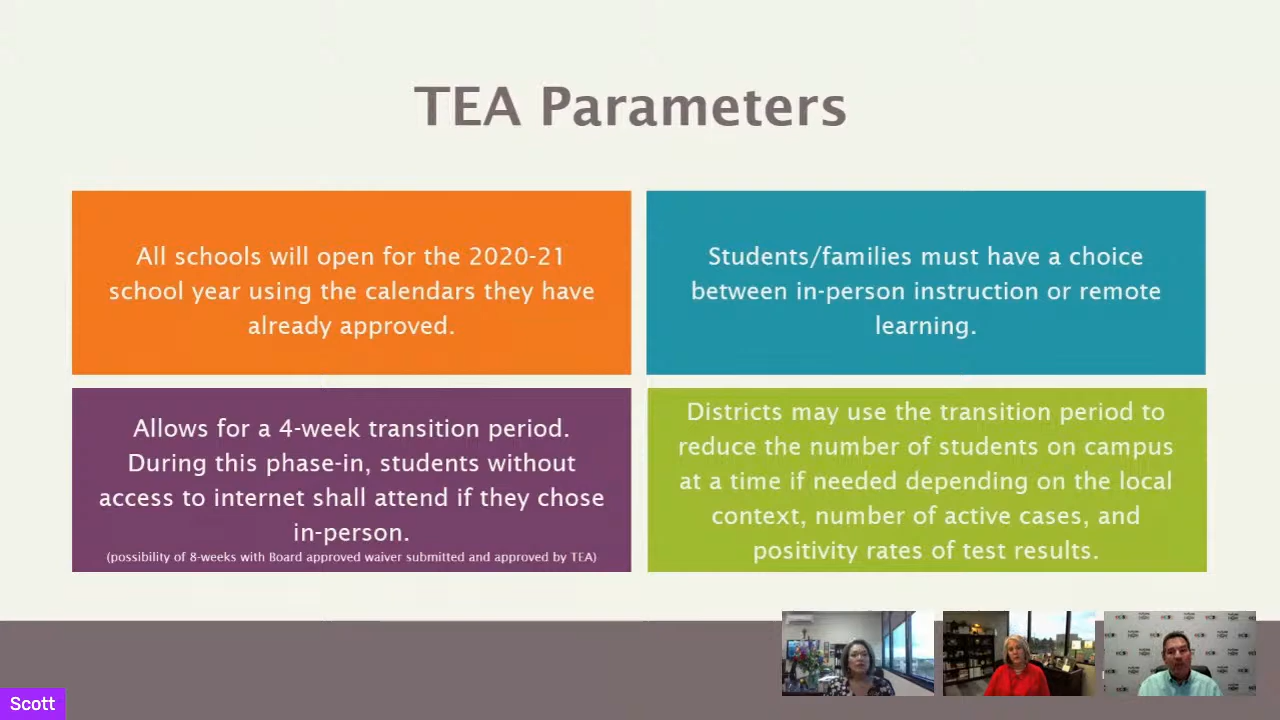 TEA Parameters
All schools will open for the 2020-21
school year using the calendars they have
already approved.
Students/families must have a choice
between in-person instruction or remote
learning.
Allows for a 4-week transition period.
During this phase-in, students without
access to internet shall attend if they chose
in-person.
(possibility of 8-weeks with Board approved waiver submitted and approved by TEA)
Districts may use the transition period to
reduce the number of students on campus
at a time if needed depending on the local
context, number of active cases, and
positivity rates of test results.
Scott